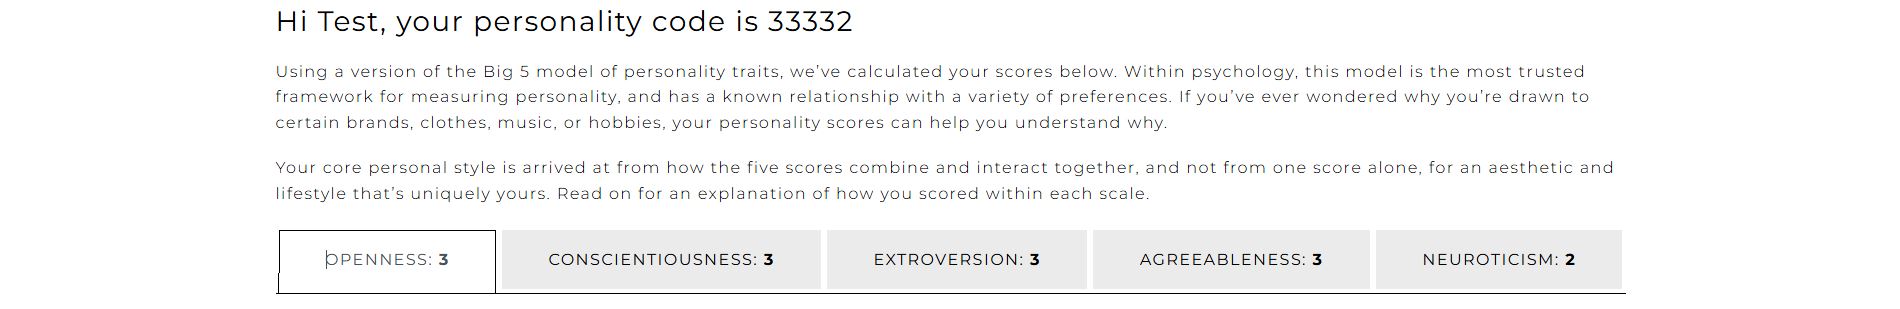 Hi Test, your personality code is 33332
Using a version of the Big 5 model of personality traits, we’ve calculated your scores below. Within psychology, this model is the most trusted
framework for measuring personality, and has a known relationship with a variety of preferences. If you’ve ever wondered why you’re drawn to
certain brands, clothes, music, or hobbies, your personality scores can help you understand why.
Your core personal style is arrived at from how the five scores combine and interact together, and not from one score alone, for an aesthetic and
lifestyle that’s uniquely yours. Read on for an explanation of how you scored within each scale.
OPENNESS: 3 CONSCIENTIOUSNESS: 3 EXTROVERSION: 3 AGREEABLENESS: 3 NEUROTICISM: 2